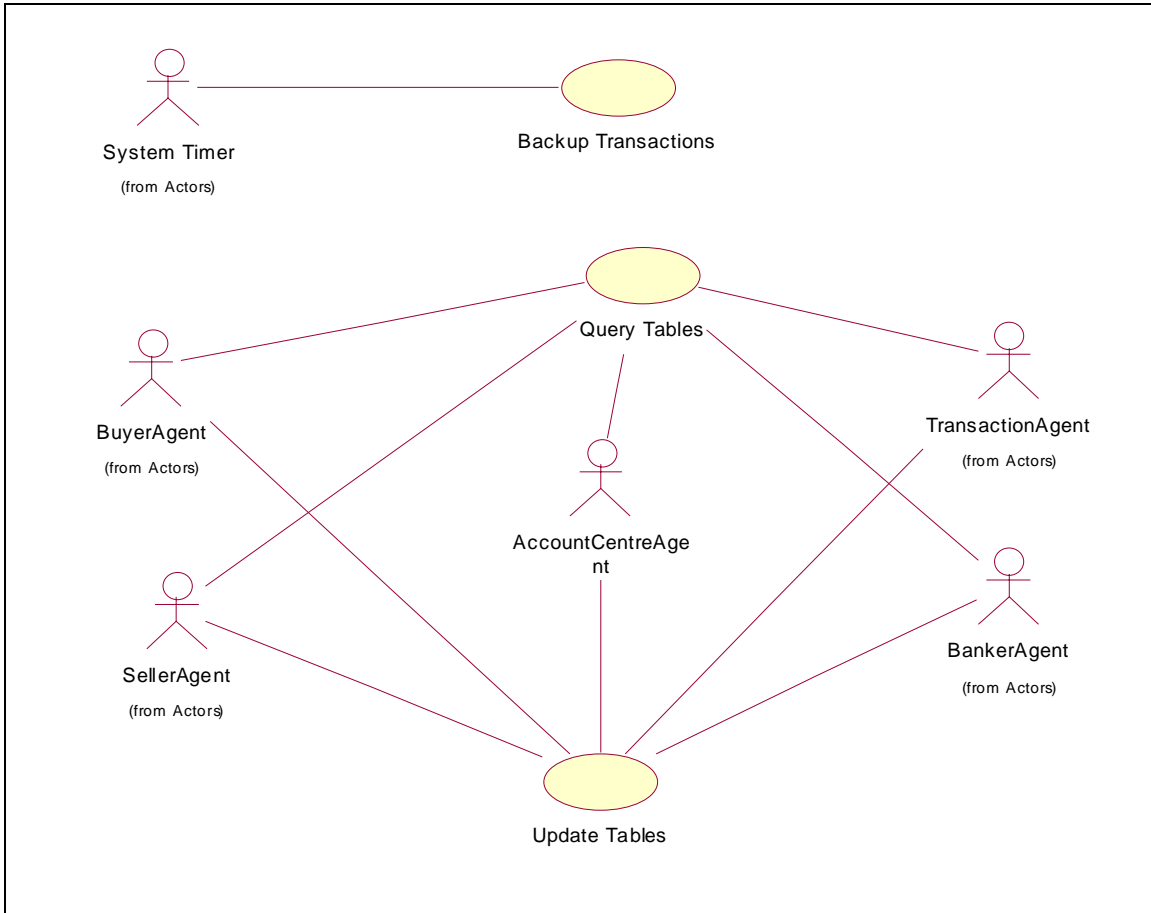 System Timer
(from Actors)
Backup Transactions
Query Tables
BuyerAgent
(from Actors)
TransactionAgent
(from Actors)
AccountCentreAge
nt
SellerAgent
(from Actors)
BankerAgent
(from Actors)
Update Tables